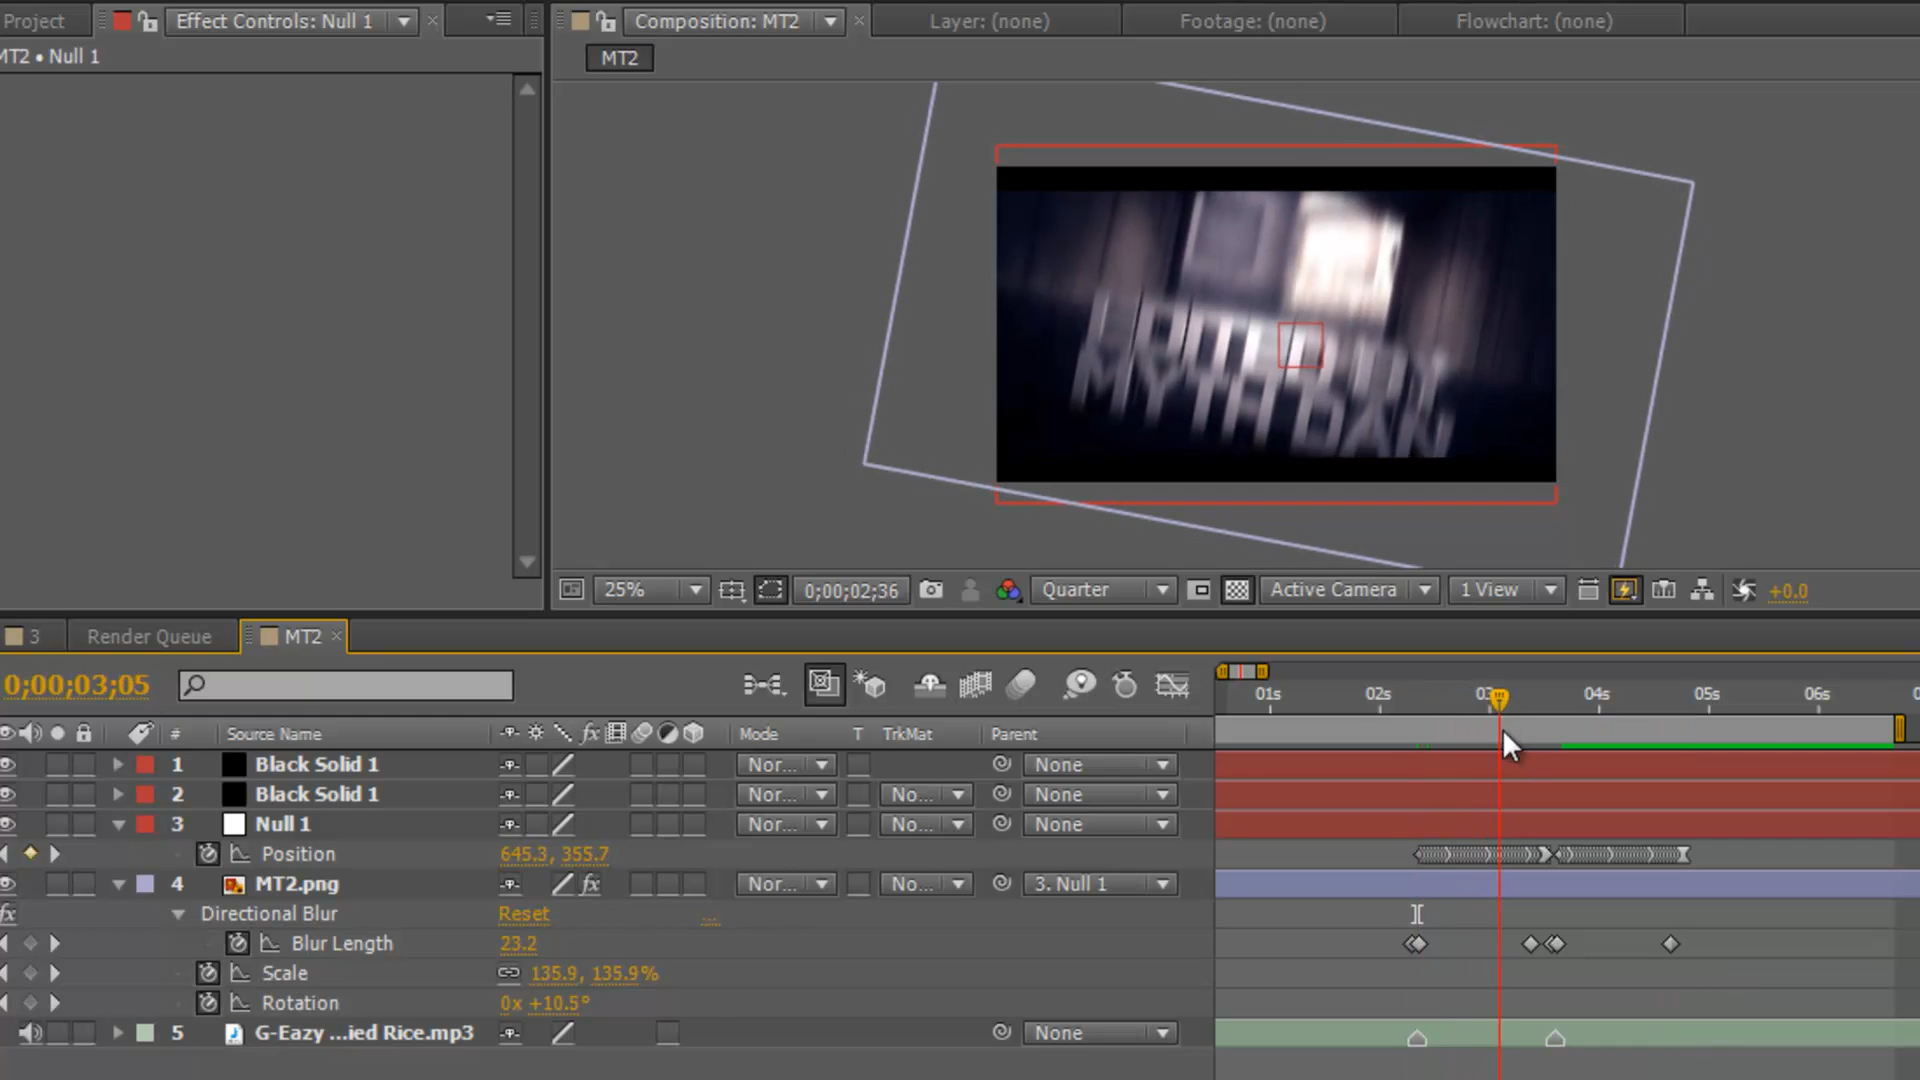 Project
Effect Controls: Null 1
Composition: MT2
Layer: (none)
Footage: (none)
Flowchart: (none)
MT2 • Null 1
MT2
MYTH DAN
25%
0;00;02;36
Quarter
Active Camera
1 View
+0.0
3
Render Queue
MT2
0;00;03;05
01s
02s
03
04s
05s
06s
#
Source Name
fx
Mode
T
TrkMat
Parent
1
Black Solid 1
Nor...
None
2
Black Solid 1
Nor...
No...
None
3
Null 1
Nor...
No...
None
Position
645.3, 355.7
4
MT2.png
fx
Nor...
No...
3. Null 1
fx
Directional Blur
Reset
...
Blur Length
23.2
Scale
135.9, 135.9%
Rotation
0x +10.5°
5
G-Eazy ...ied Rice.mp3
None